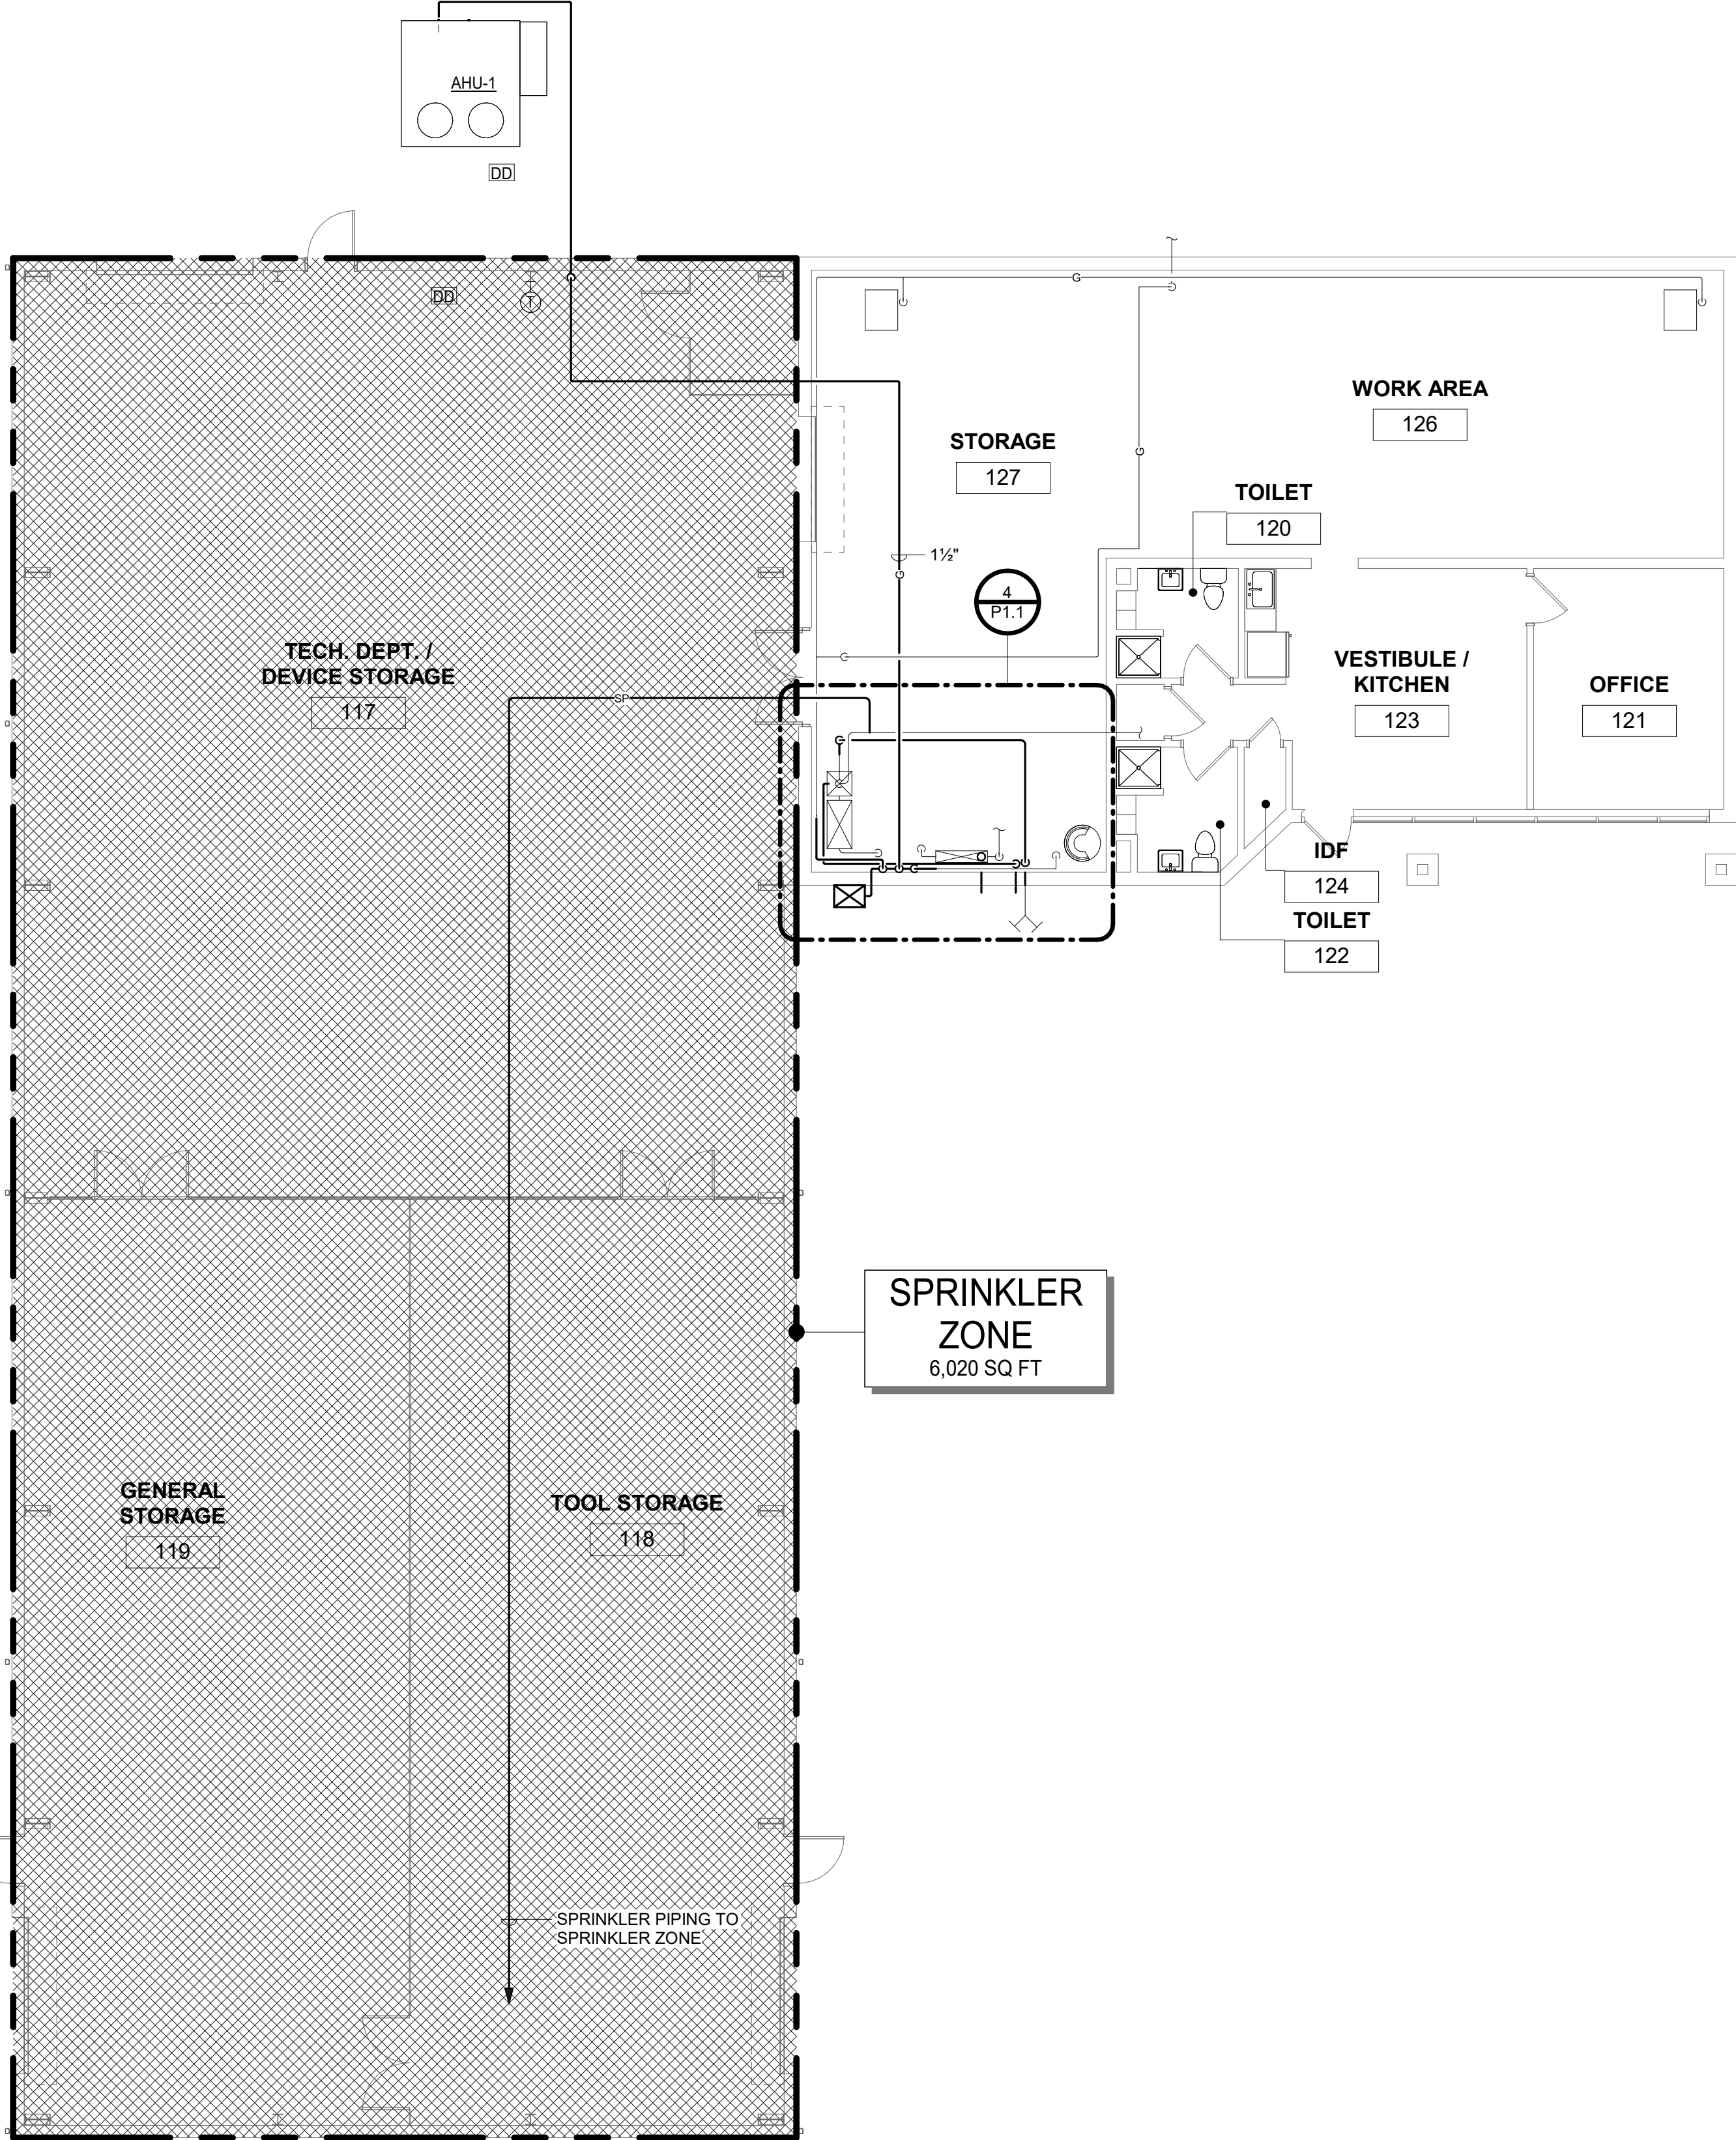 AHU-1
DD
DD
T
G
WORK AREA
126
STORAGE
127
G
TOILET
120
1½"
G
4
P1.1
TECH. DEPT. /
DEVICE STORAGE
117
VESTIBULE /
KITCHEN
123
OFFICE
121
SP
IDF
124
TOILET
122
SPRINKLER
ZONE
6,020 SQ FT
GENERAL
STORAGE
119
TOOL STORAGE
118
SPRINKLER PIPING TO
SPRINKLER ZONE